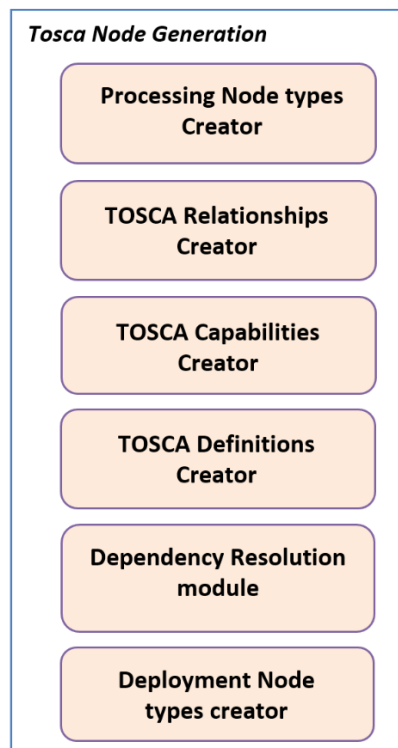 Tosca Node Generation
Processing Node types
Creator
TOSCA Relationships
Creator
TOSCA Capabilities
Creator
TOSCA Definitions
Creator
Dependency Resolution
module
Deployment Node
types creator